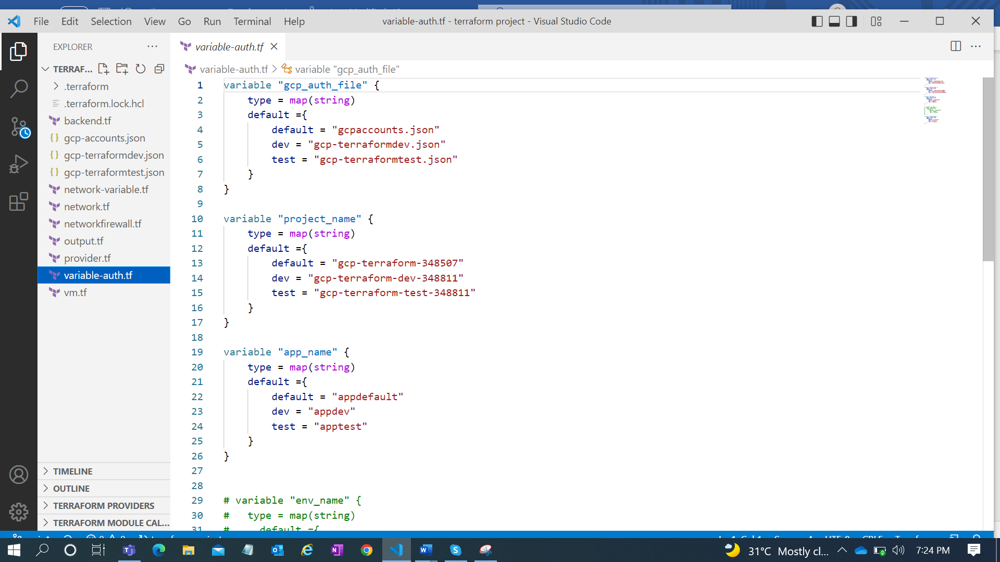 File Edit Selection View Go Run Terminal Help
variable-auth.tf - terraform project - Visual Studio Code
EXPLORER
TERRAF...
.terraform
.terraform.lock.hcl
backend.tf
gcp-accounts.json
gcp-terraformdev.json
gcp-terraformtest.json
network-variable.tf
network.tf
networkfirewall.tf
output.tf
provider.tf
variable-auth.tf
vm.tf
TIMELINE
OUTLINE
TERRAFORM PROVIDERS
TERRAFORM MODULE CAL...
variable-auth.tf
variable-auth.tf > variable "gcp_auth_file"
1 variable "gcp_auth_file" {
2 type = map(string)
3 default ={
4 default = "gcpaccounts.json"
5 dev = "gcp-terraformdev.json"
6 test = "gcp-terraformtest.json"
7 }
8 }
9
10 variable "project_name" {
11 type = map(string)
12 default ={
13 default = "gcp-terraform-348507"
14 dev = "gcp-terraform-dev-348811"
15 test = "gcp-terraform-test-348811"
16 }
17 }
18
19 variable "app_name" {
20 type = map(string)
21 default ={
22 default = "appdefault"
23 dev = "appdev"
24 test = "apptest"
25 }
26 }
27
28
29 # variable "env_name" {
30 # type = map(string)
31 # default ={
31°C Mostly cl... 7:24 PM